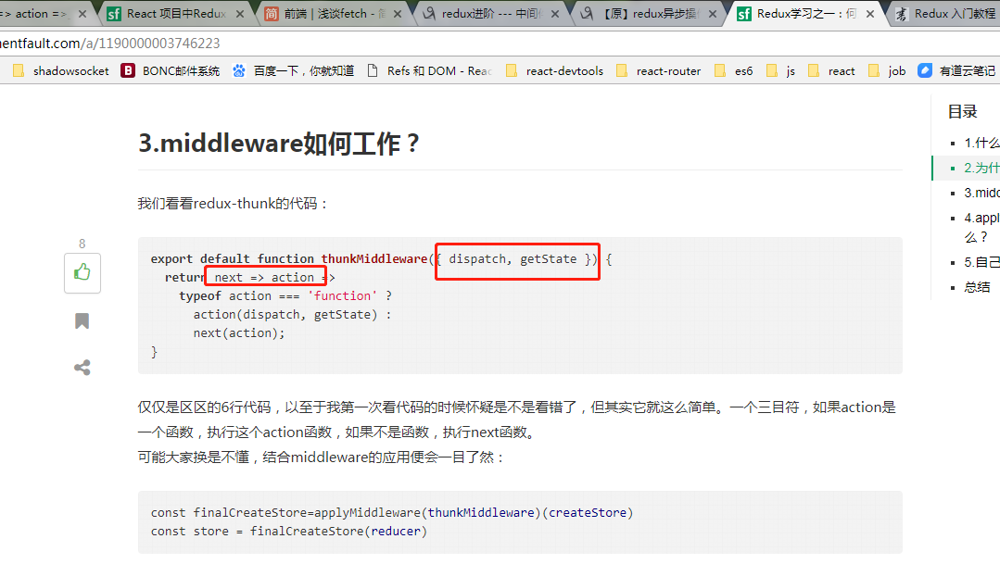 => action =>
sf React 项目中Redux
简 前端 | 浅谈fetch - 简
redux进阶 --- 中间
【原】redux异步操
sf Redux学习之一：何
Redux 入门教程
mentfault.com/a/1190000003746223
shadowsocket
B BONC邮件系统
百度一下，你就知道
Refs 和 DOM - Reac
react-devtools
react-router
es6
js
react
job
有道云笔记
3.middleware如何工作？
我们看看redux-thunk的代码：
8
export default function thunkMiddleware({ dispatch, getState }) {
return next => action =>
typeof action === 'function' ?
action(dispatch, getState) :
next(action);
}
仅仅是区区的6行代码，以至于我第一次看代码的时候怀疑是不是看错了，但其实它就这么简单。一个三目符，如果action是
一个函数，执行这个action函数，如果不是函数，执行next函数。
可能大家换是不懂，结合middleware的应用便会一目了然：
const finalCreateStore=applyMiddleware(thunkMiddleware)(createStore)
const store = finalCreateStore(reducer)
目录
1.什么
2.为什
3.midd
4.appl
么？
5.自己
总结